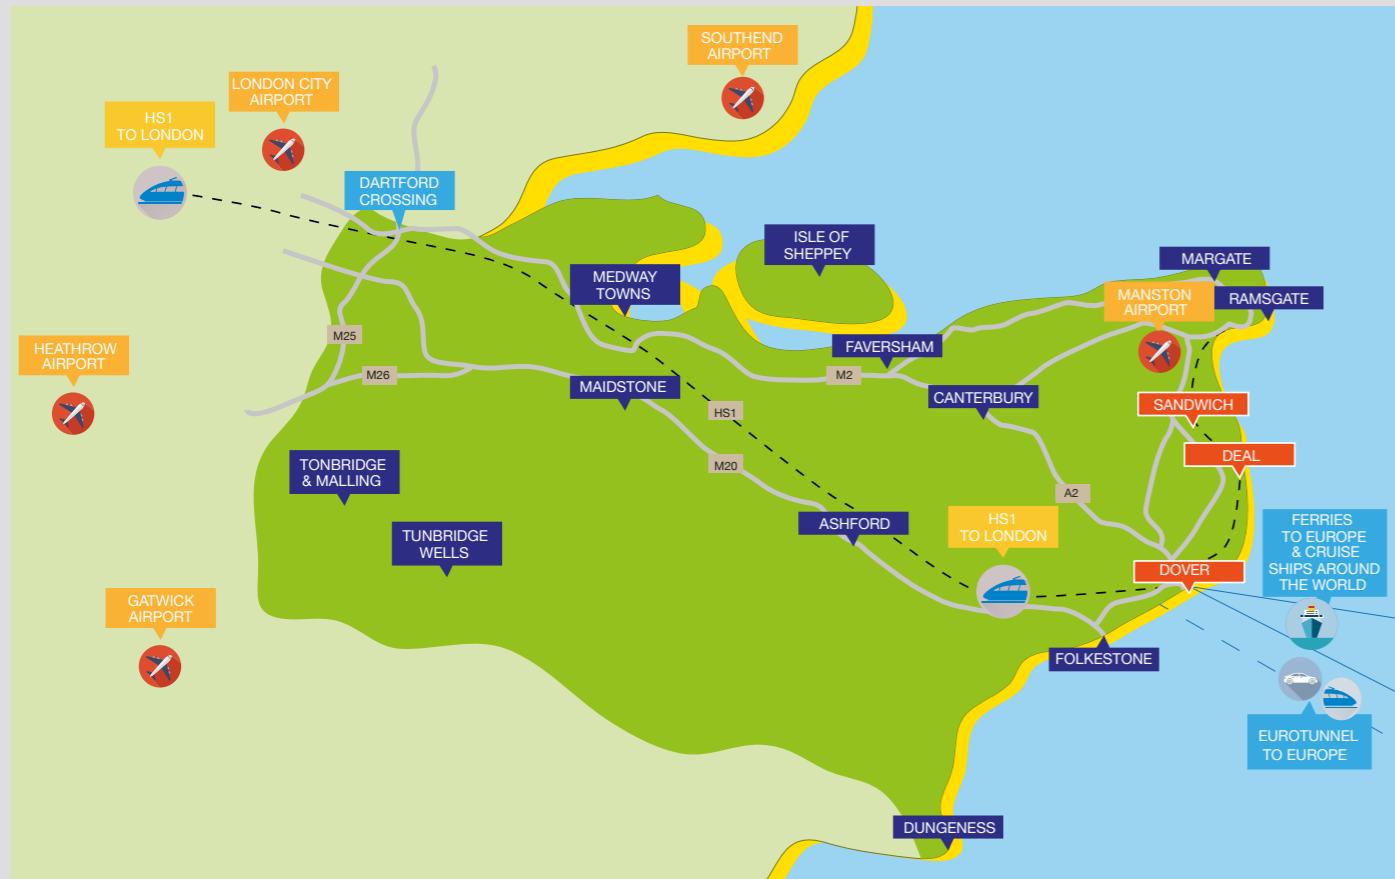 SOUTHEND
AIRPORT
LONDON CITY
AIRPORT
HS1
TO LONDON
DARTFORD
CROSSING
ISLE OF
SHEPPEY
MARGATE
MEDWAY
TOWNS
MANSTON
AIRPORT
RAMSGATE
M25
HEATHROW
AIRPORT
FAVERSHAM
M26
M2
MAIDSTONE
CANTERBURY
SANDWICH
HS1
DEAL
M20
TONBRIDGE
& MALLING
A2
ASHFORD
HS1
TO LONDON
FERRIES
TO EUROPE
& CRUISE
SHIPS AROUND
THE WORLD
TUNBRIDGE
WELLS
DOVER
GATWICK
AIRPORT
FOLKESTONE
EUROTUNNEL
TO EUROPE
DUNGENESS